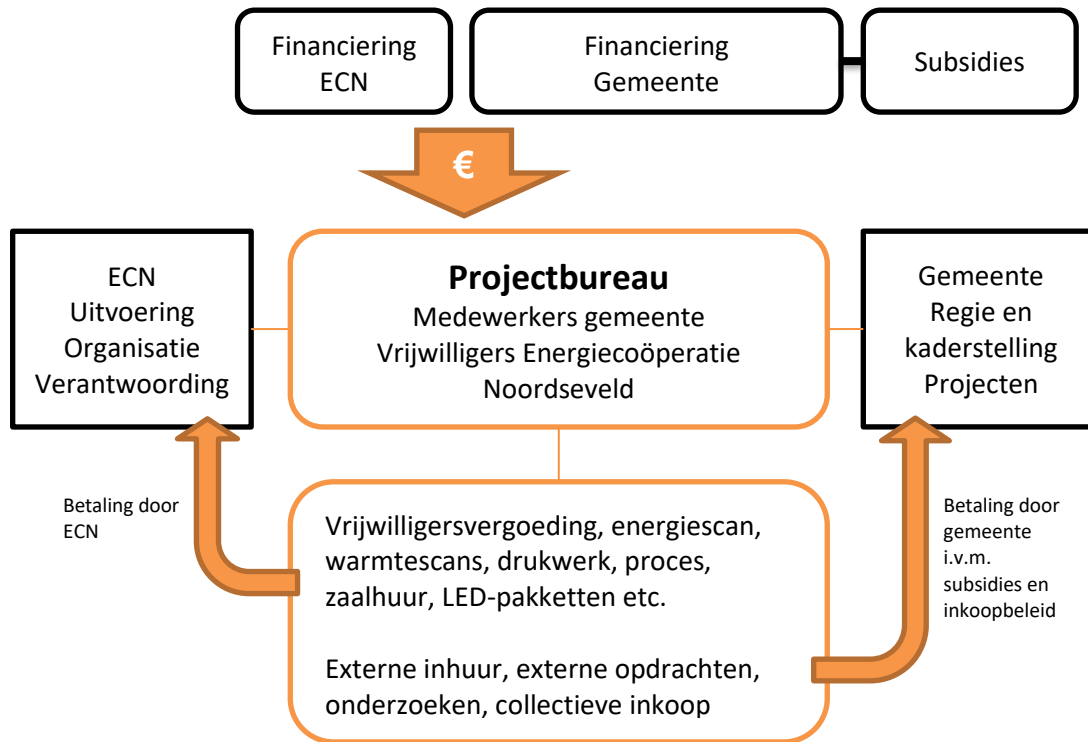 Financiering
ECN
Financiering
Gemeente
Subsidies
€
ECN
Uitvoering
Organisatie
Verantwoording
Projectbureau
Medewerkers gemeente
Vrijwilligers Energiecoöperatie
Noordseveld
Gemeente
Regie en
kaderstelling
Projecten
Betaling door
ECN
Vrijwilligersvergoeding, energiescan,
warmtescans, drukwerk, proces,
zaalhuur, LED-pakketten etc.
Externe inhuur, externe opdrachten,
onderzoeken, collectieve inkoop
Betaling door
gemeente
i.v.m.
subsidies en
inkoopbeleid